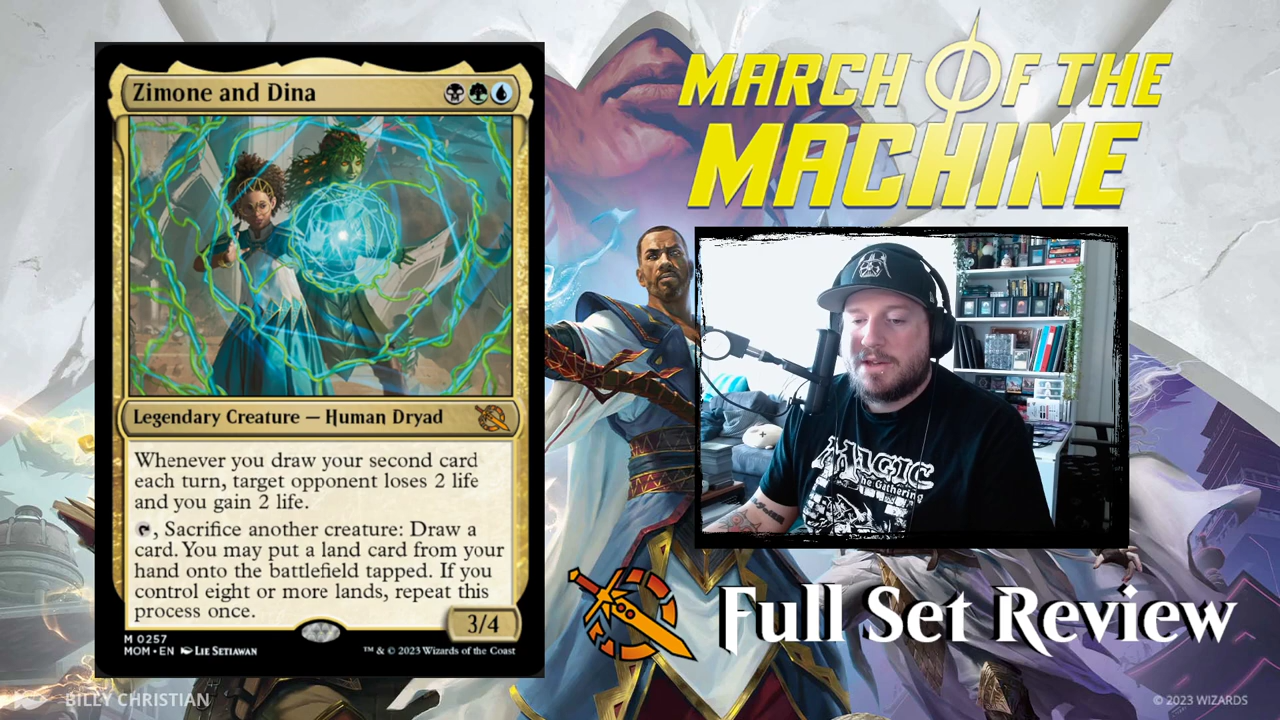 Zimone and Dina
Legendary Creature — Human Dryad
Whenever you draw your second card
each turn, target opponent loses 2 life
and you gain 2 life.
, Sacrifice another creature: Draw a
card. You may put a land card from your
hand onto the battlefield tapped. If you
control eight or more lands, repeat this
process once.
3/4
M 0257
MOM • EN LIE SETIAWAN
™ & © 2023 Wizards of the Coast
BILLY CHRISTIAN
MARCH OF THE
MACHINE
MAGIC
The Gathering
Full Set Review
© 2023 WIZARDS